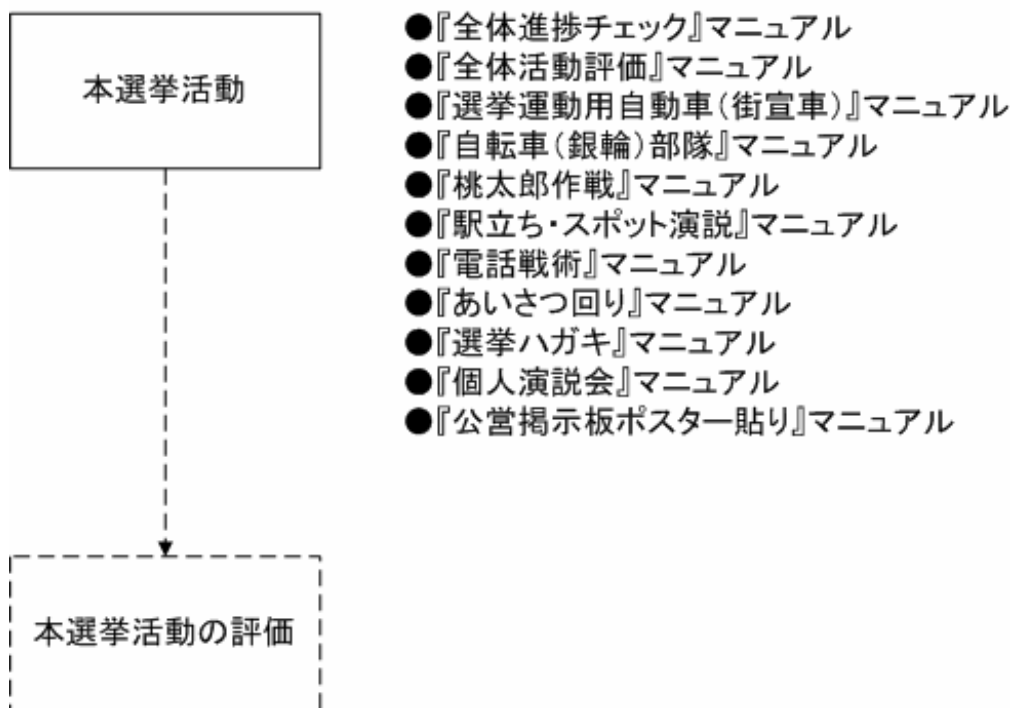 本選挙活動
●『全体進捗チェック』マニュアル
●『全体活動評価』マニュアル
●『選挙運動用自動車(街宣車)』マニュアル
●『自転車(銀輪)部隊』マニュアル
●『桃太郎作戦』マニュアル
●『駅立ち・スポット演説』マニュアル
●『電話戦術』マニュアル
●『あいさつ回り』マニュアル
●『選挙ハガキ』マニュアル
●『個人演説会』マニュアル
●『公営掲示板ポスター貼り』マニュアル
本選挙活動の評価